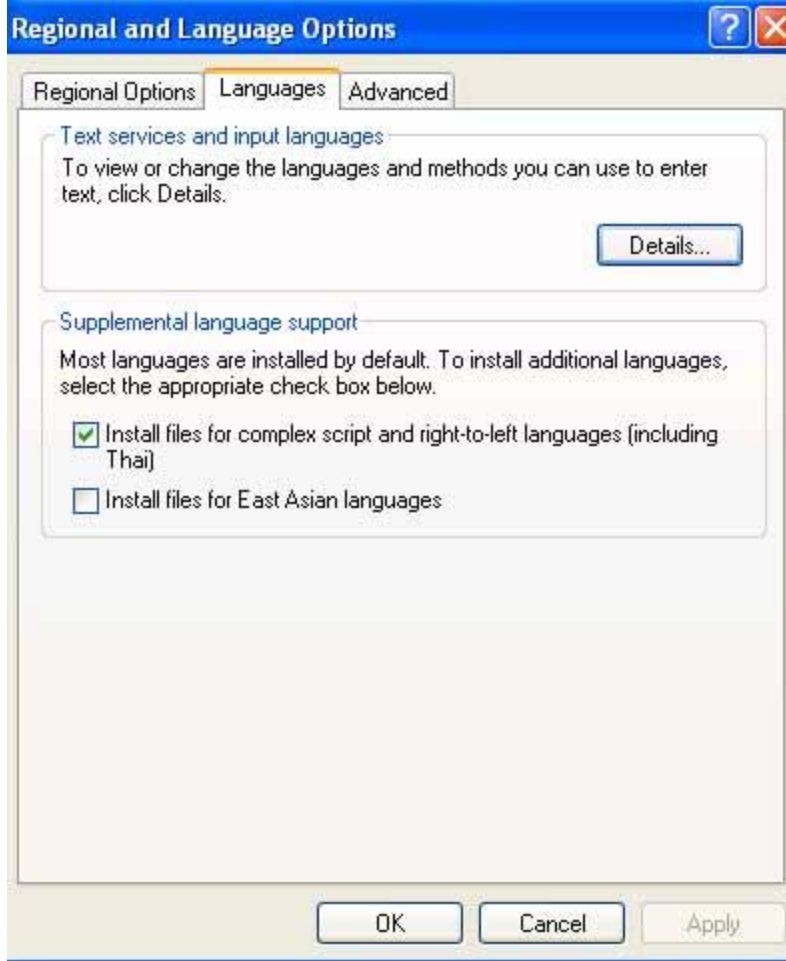 Regional and Language Options
Regional Options Languages Advanced
Text services and input languages
To view or change the languages and methods you can use to enter
text, click Details.
Details...
Supplemental language support
Most languages are installed by default. To install additional languages,
select the appropriate check box below.
Install files for complex script and right-to-left languages (including
Thai)
Install files for East Asian languages
OK Cancel Apply